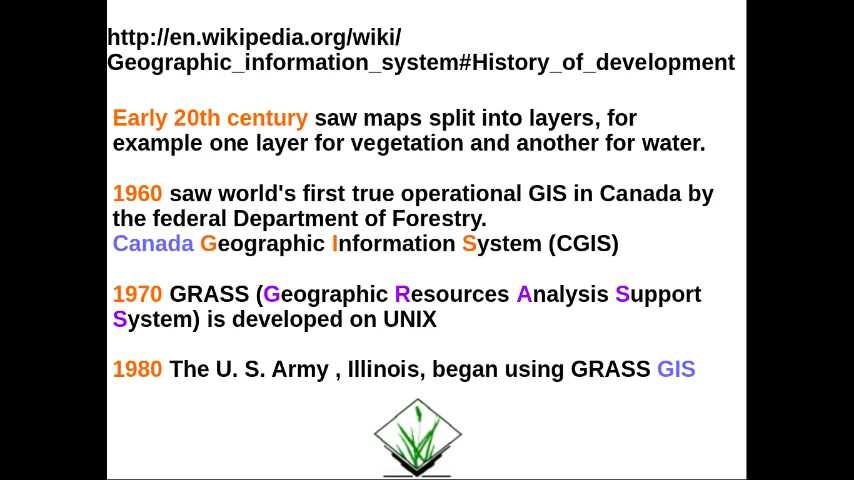 http://en.wikipedia.org/wiki/
Geographic_information_system#History_of_development
Early 20th century saw maps split into layers, for
example one layer for vegetation and another for water.
1960 saw world's first true operational GIS in Canada by
the federal Department of Forestry.
Canada Geographic Information System (CGIS)
1970 GRASS (Geographic Resources Analysis Support
System) is developed on UNIX
1980 The U. S. Army , Illinois, began using GRASS GIS